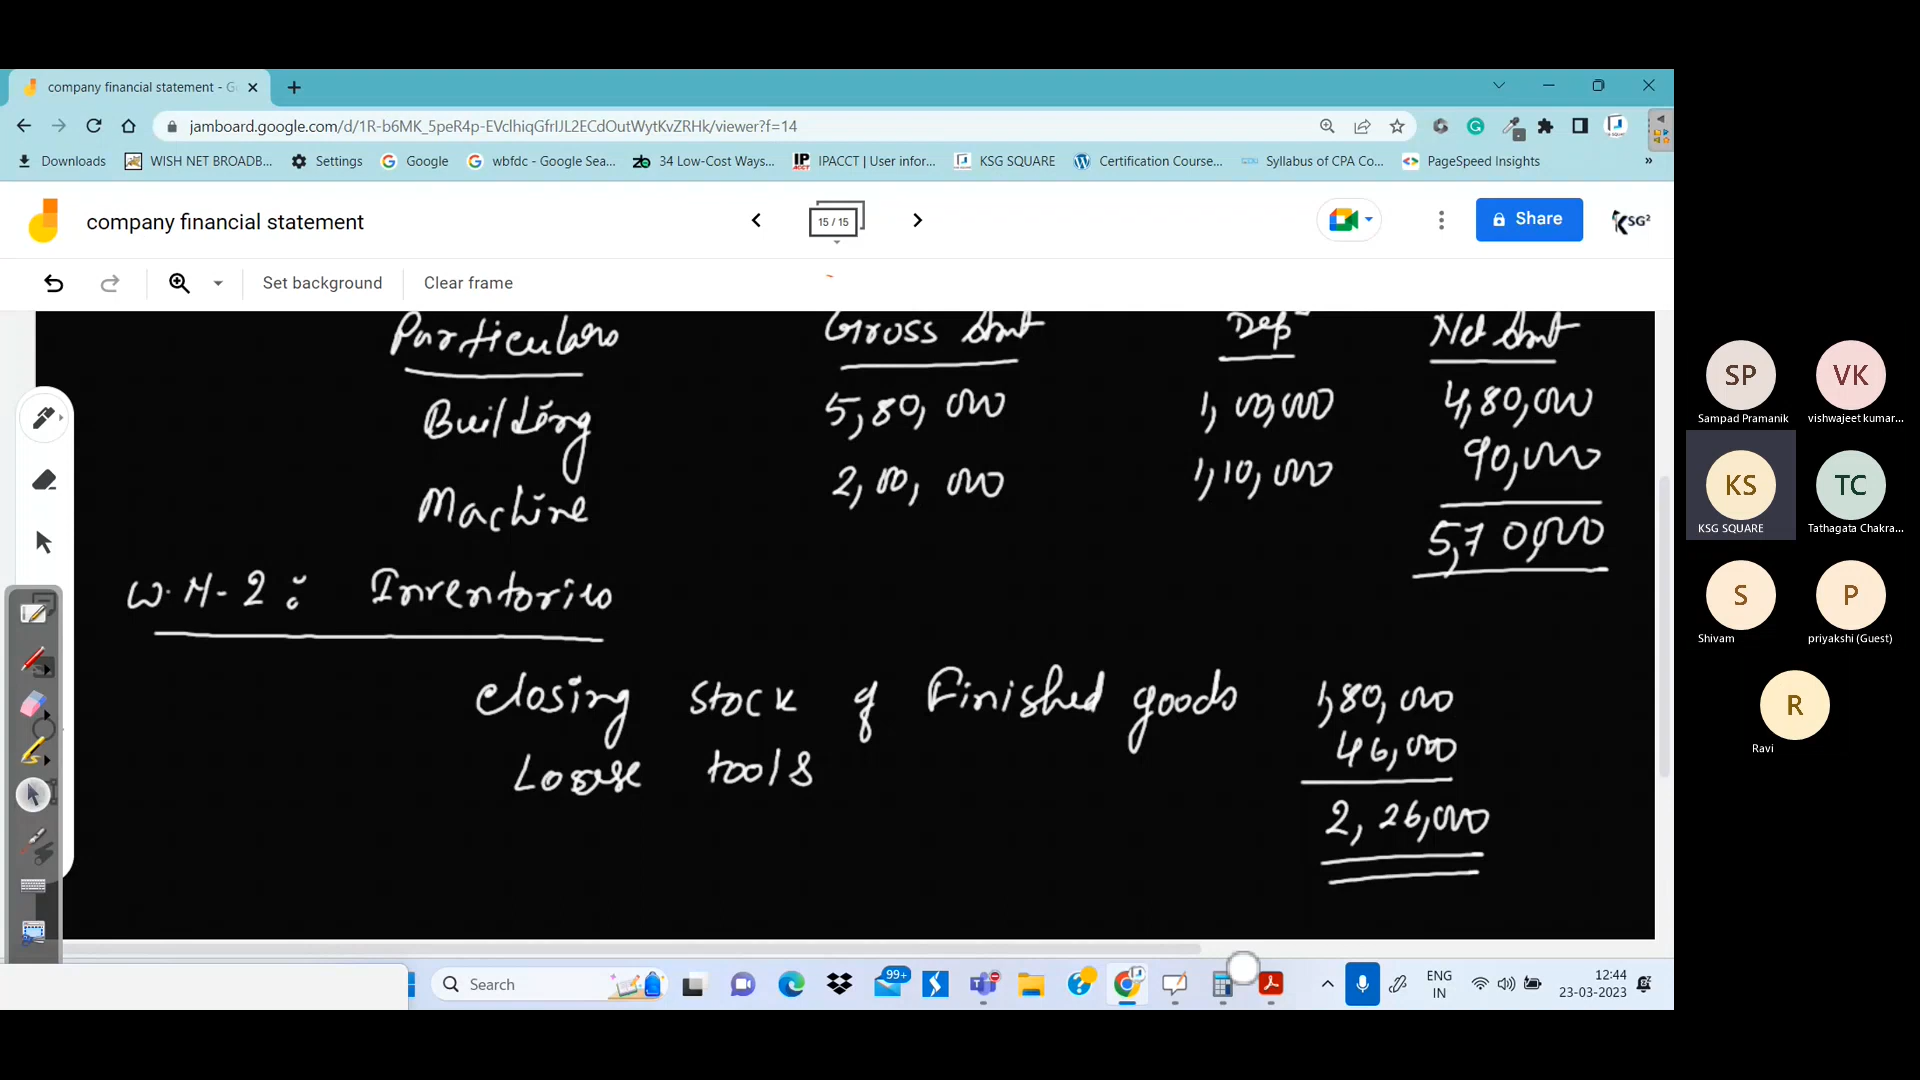 company financial statement - G
jamboard.google.com/d/1R-b6MK_5peR4p-EVclhiqGfrIJL2ECdOutWytKvZRHk/viewer?f=14
Downloads WISH NET BROADB... Settings Google wbfdc - Google Sea... 34 Low-Cost Ways... IPACCT | User infor... KSG SQUARE Certification Course... Syllabus of CPA Co... PageSpeed Insights »
company financial statement 15 / 15 Share KSG²
Set background Clear frame
Particulars Gross Amt Depⁿ Net Amt
Building 5,80,000 1,00,000 4,80,000
Machine 2,00,000 1,10,000 90,000
5,70,000
W.N-2: Inventories
Closing stock of Finished goods 1,80,000
Loose tools 46,000
2,26,000
SP VK
Sampad Pramanik vishwajeet kumar...
KS TC
KSG SQUARE Tathagata Chakra...
S P
Shivam priyakshi (Guest)
R
Ravi
Search 99+ ENG 12:44
IN 23-03-2023